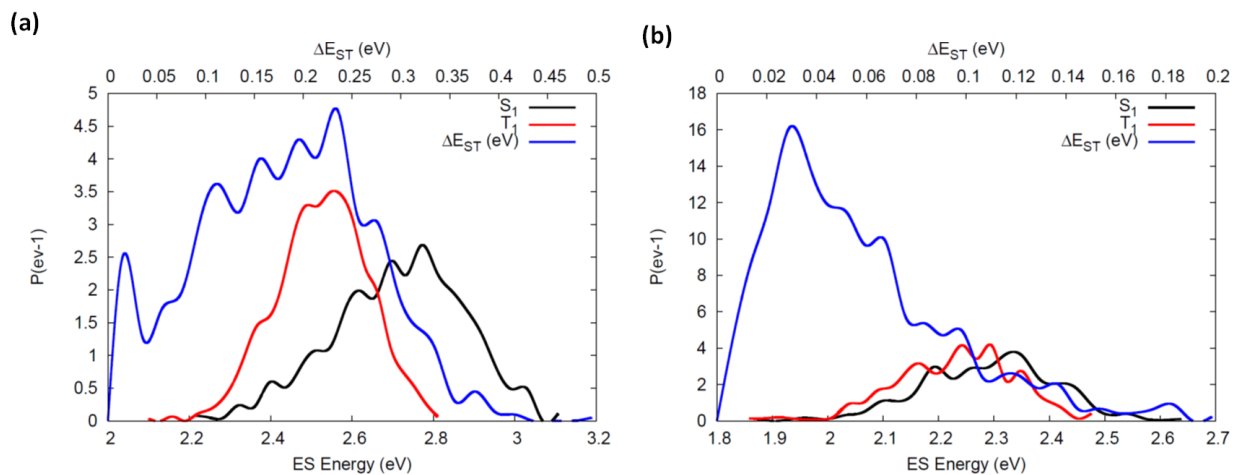 (a)
ΔE_ST (eV)
0 0.05 0.1 0.15 0.2 0.25 0.3 0.35 0.4 0.45 0.5
5
4.5
4
3.5
3
2.5
2
1.5
1
0.5
0
P(ev-1)
S_1
T_1
ΔE_ST (eV)
2 2.2 2.4 2.6 2.8 3 3.2
ES Energy (eV)
(b)
ΔE_ST (eV)
0 0.02 0.04 0.06 0.08 0.1 0.12 0.14 0.16 0.18 0.2
18
16
14
12
10
8
6
4
2
0
P(ev-1)
S_1
T_1
ΔE_ST (eV)
1.8 1.9 2 2.1 2.2 2.3 2.4 2.5 2.6 2.7
ES Energy (eV)